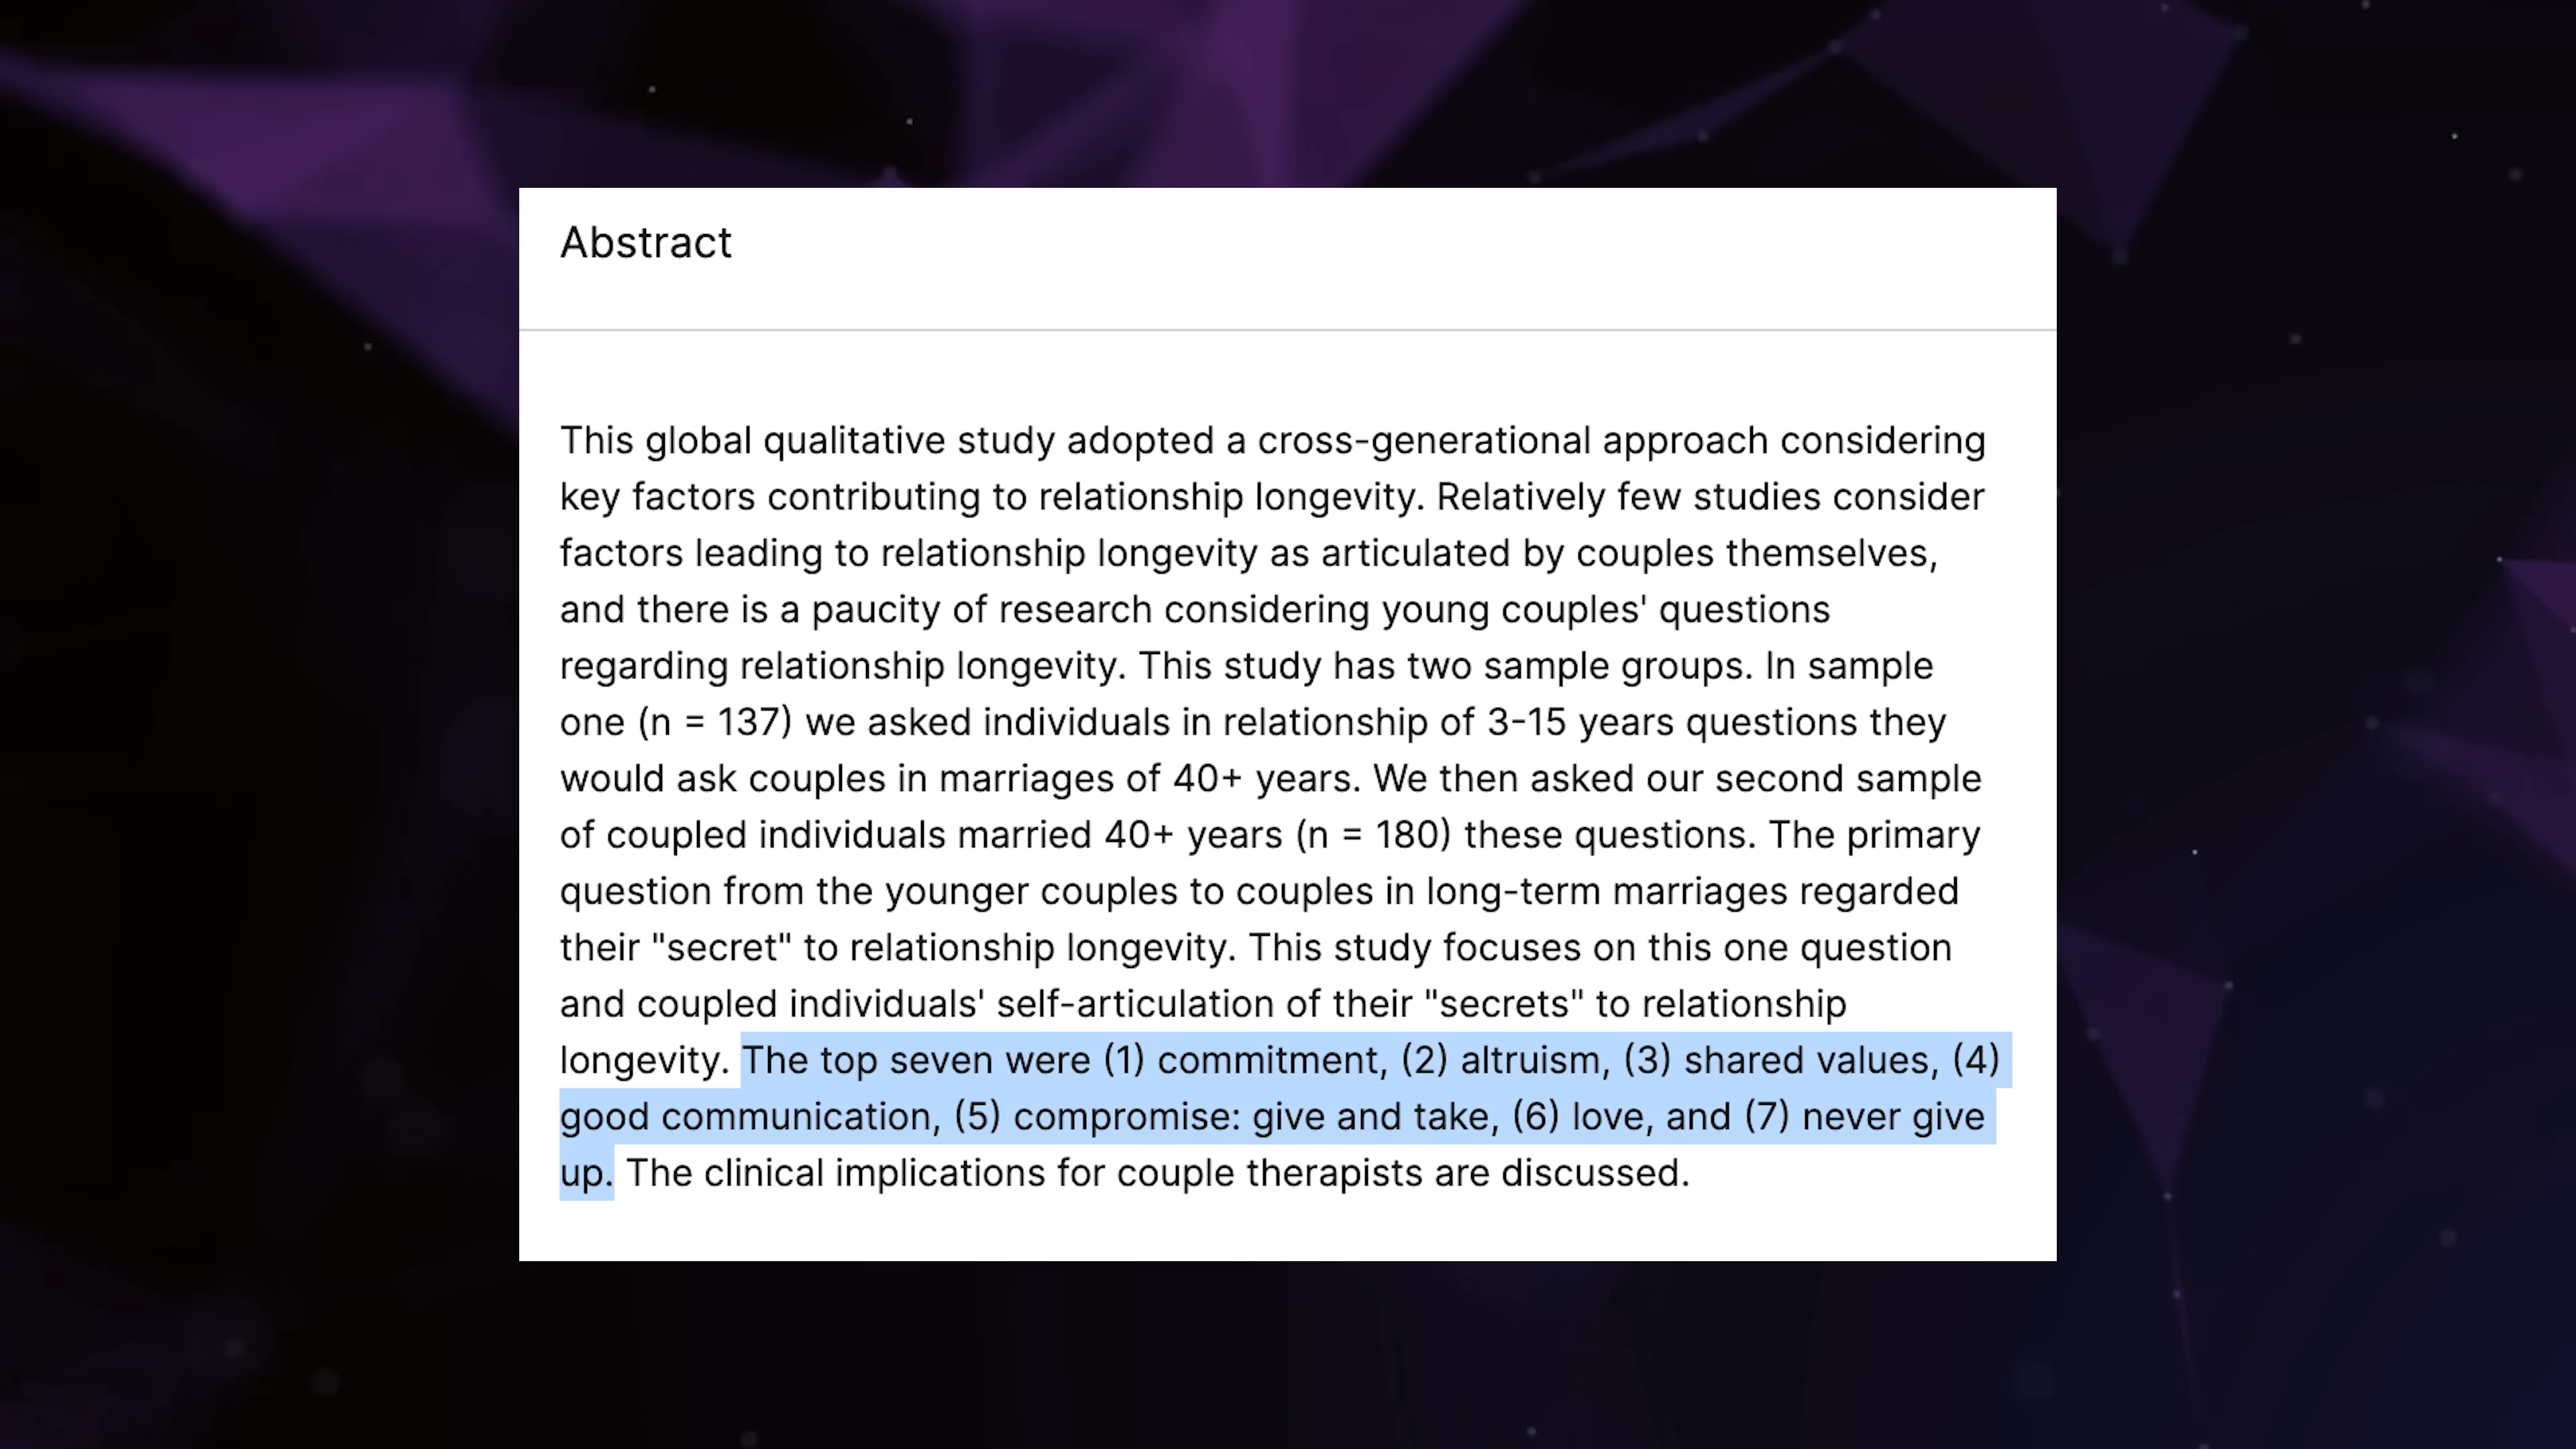 Abstract
This global qualitative study adopted a cross-generational approach considering
key factors contributing to relationship longevity. Relatively few studies consider
factors leading to relationship longevity as articulated by couples themselves,
and there is a paucity of research considering young couples' questions
regarding relationship longevity. This study has two sample groups. In sample
one (n = 137) we asked individuals in relationship of 3-15 years questions they
would ask couples in marriages of 40+ years. We then asked our second sample
of coupled individuals married 40+ years (n = 180) these questions. The primary
question from the younger couples to couples in long-term marriages regarded
their "secret" to relationship longevity. This study focuses on this one question
and coupled individuals' self-articulation of their "secrets" to relationship
longevity. The top seven were (1) commitment, (2) altruism, (3) shared values, (4)
good communication, (5) compromise: give and take, (6) love, and (7) never give
up. The clinical implications for couple therapists are discussed.